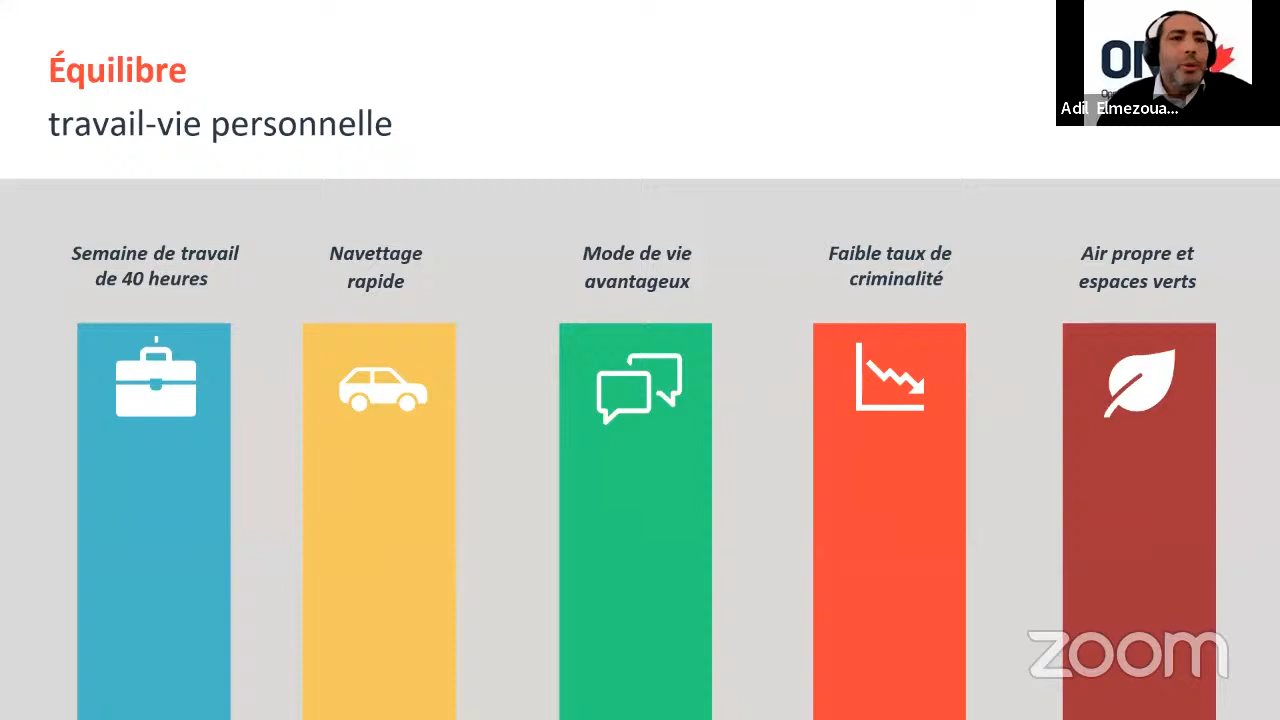 Équilibre
travail-vie personnelle
Adil Elmezoua...
Semaine de travail
de 40 heures
Navettage
rapide
Mode de vie
avantageux
Faible taux de
criminalité
Air propre et
espaces verts
zoom